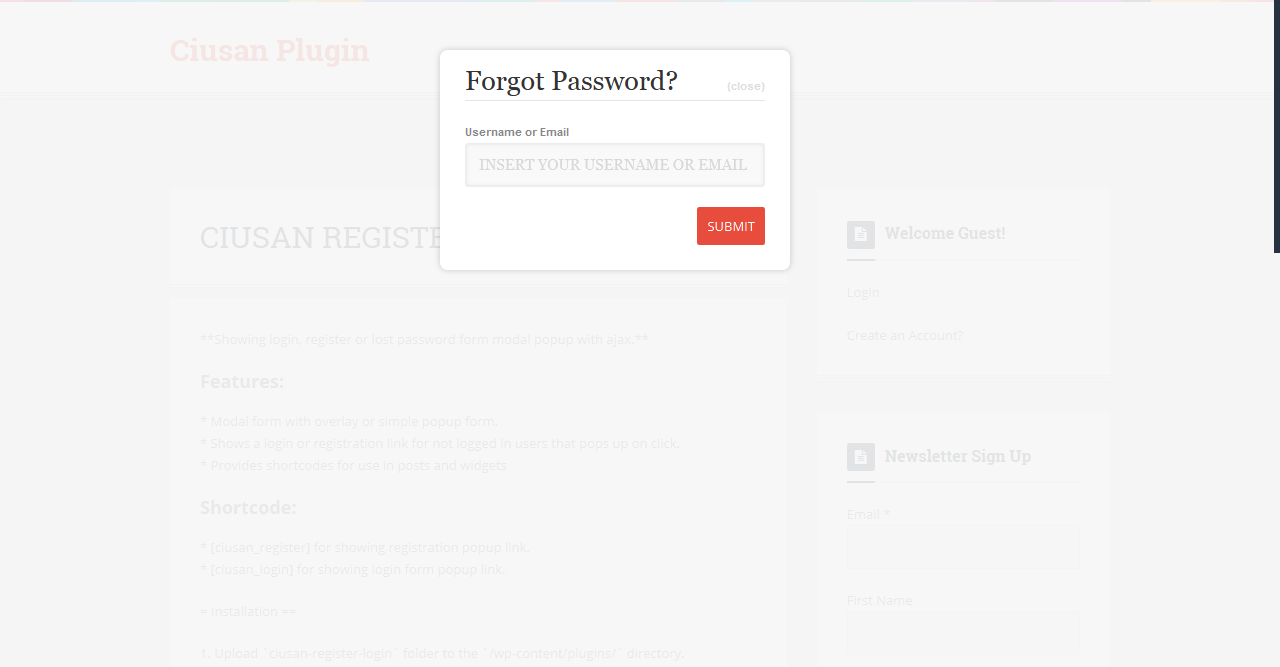 Ciusan Plugin
Forgot Password?
(close)
Username or Email
INSERT YOUR USERNAME OR EMAIL
SUBMIT
CIUSAN REGISTE
**Showing login, register or lost password form modal popup with ajax.**
Features:
* Modal form with overlay or simple popup form.
* Shows a login or registration link for not logged in users that pops up on click.
* Provides shortcodes for use in posts and widgets
Shortcode:
* [ciusan_register] for showing registration popup link.
* [ciusan_login] for showing login form popup link.
= Installation ==
1. Upload `ciusan-register-login` folder to the `/wp-content/plugins/` directory.
Welcome Guest!
Login
Create an Account?
Newsletter Sign Up
Email *
First Name